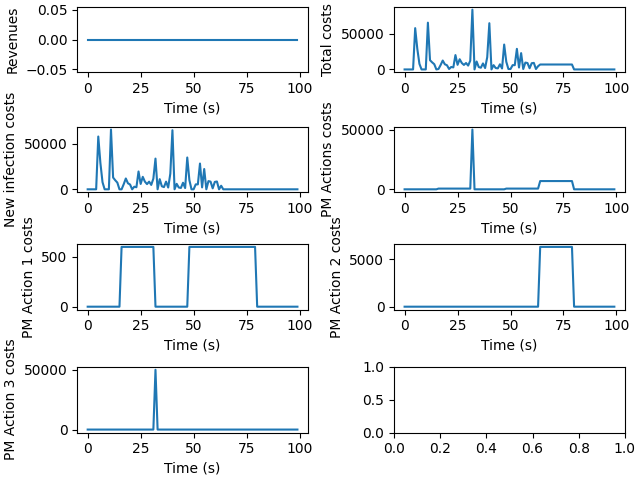 Revenues
0.05
0.00
−0.05
0 25 50 75 100
Time (s)
Total costs
50000
0
0 25 50 75 100
Time (s)
New infection costs
50000
0
0 25 50 75 100
Time (s)
PM Actions costs
50000
0
0 25 50 75 100
Time (s)
PM Action 1 costs
500
0
0 25 50 75 100
Time (s)
PM Action 2 costs
5000
0
0 25 50 75 100
Time (s)
PM Action 3 costs
50000
0
0 25 50 75 100
Time (s)
1.0
0.5
0.0
0.0 0.2 0.4 0.6 0.8 1.0